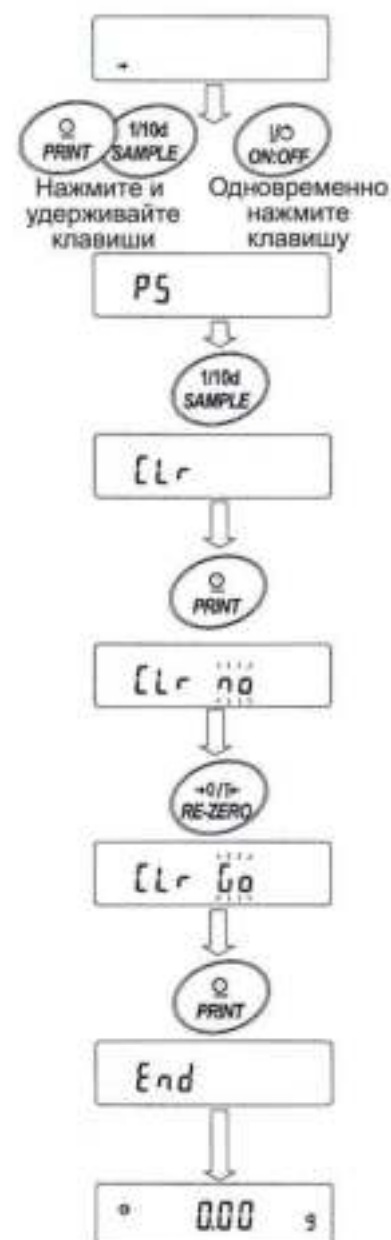 PRINT
1/10d
SAMPLE
ON:OFF
Нажмите и
удерживайте
клавиши
Одновременно
нажмите
клавишу
PS
1/10d
SAMPLE
CLr
PRINT
CLr no
→0/T←
RE-ZERO
CLr Go
PRINT
End
0.00 g